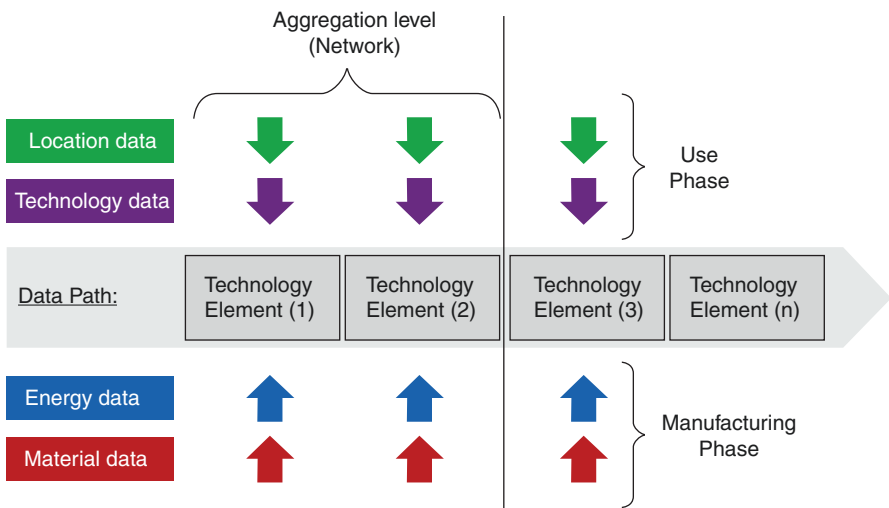 Aggregation level
(Network)
Location data
Technology data
Use
Phase
Data Path:
Technology
Element (1)
Technology
Element (2)
Technology
Element (3)
Technology
Element (n)
Energy data
Material data
Manufacturing
Phase